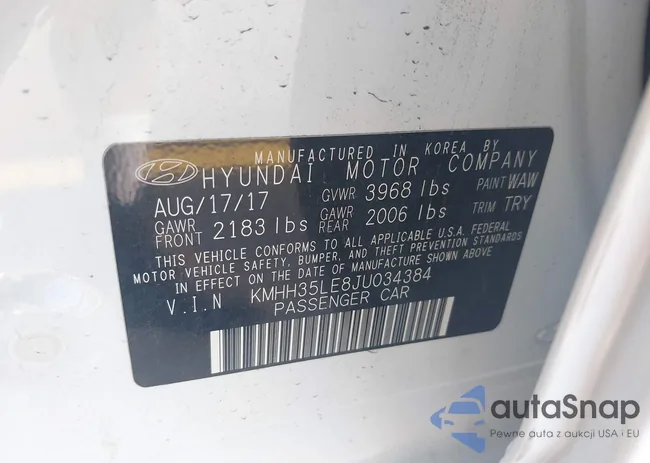 MANUFACTURED IN KOREA BY
HYUNDAI MOTOR COMPANY
AUG/17/17 GVWR 3968 lbs PAINT WAW
GAWR FRONT 2183 lbs GAWR REAR 2006 lbs TRIM TRY
THIS VEHICLE CONFORMS TO ALL APPLICABLE U.S.A. FEDERAL
MOTOR VEHICLE SAFETY, BUMPER, AND THEFT PREVENTION STANDARDS
IN EFFECT ON THE DATE OF MANUFACTURE SHOWN ABOVE
V.I.N KMHH35LE8JU034384
PASSENGER CAR
autaSnap
Pewne auta z aukcji USA i EU